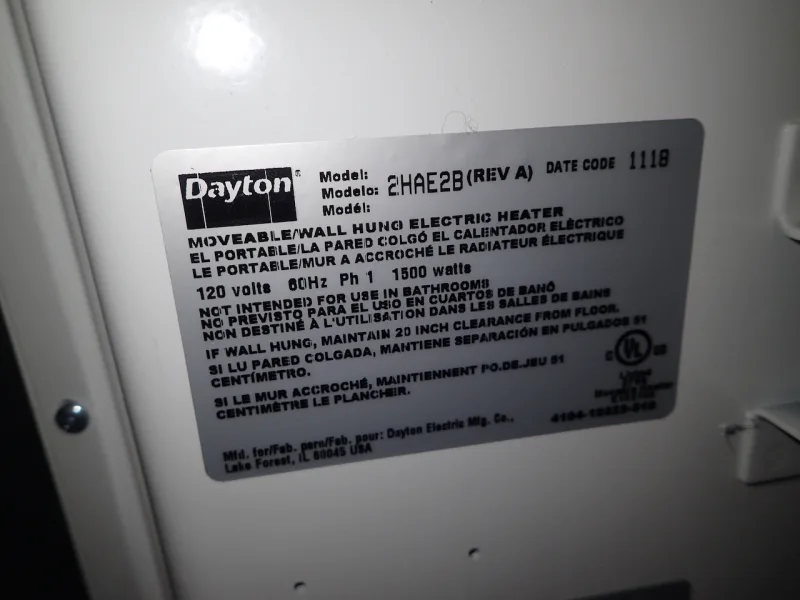 Dayton®
Model:
Modelo: 2HAE2B (REV A) DATE CODE 1118
Modél:
MOVEABLE/WALL HUNG ELECTRIC HEATER
EL PORTABLE/LA PARED COLGÓ EL CALENTADOR ELÉCTRICO
LE PORTABLE/MUR A ACCROCHÉ LE RADIATEUR ÉLECTRIQUE
120 volts 60Hz Ph 1 1500 watts
NOT INTENDED FOR USE IN BATHROOMS
NO PREVISTO PARA EL USO EN CUARTOS DE BANÓ
NON DESTINÉ À L'UTILISATION DANS LES SALLES DE BAINS
IF WALL HUNG, MAINTAIN 20 INCH CLEARANCE FROM FLOOR.
SI LU PARED COLGADA, MANTIENE SEPARACIÓN EN PULGADOS 51
CENTÍMETRO.
SI LE MUR ACCROCHÉ, MAINTIENNENT PO.DE.JEU 51
CENTIMÈTRE LE PLANCHER.
C UL US
Listed
Mfd. for/Fab. para/Fab. pour: Dayton Electric Mfg. Co.,
Lake Forest, IL 60045 USA